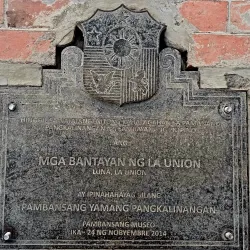 PANGKALINANGAN
ANG
MGA BANTAYAN NG LA UNION
LUNA, LA UNION
AY IPINAHAHAYAG BILANG
PAMBANSANG YAMANG PANGKALINANGAN
PAMBANSANG MUSEO
IKA- 24 NG NOBYEMBRE 2014